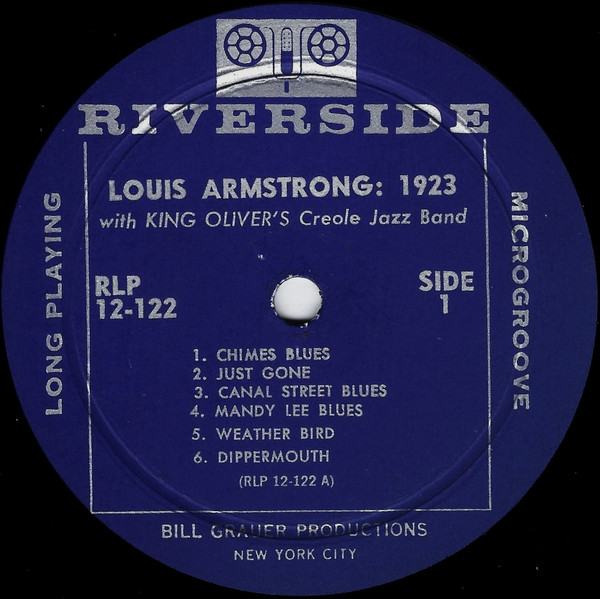 RIVERSIDE
LOUIS ARMSTRONG: 1923
with KING OLIVER'S Creole Jazz Band
LONG PLAYING
MICROGROOVE
RLP
12-122
SIDE
1
1. CHIMES BLUES
2. JUST GONE
3. CANAL STREET BLUES
4. MANDY LEE BLUES
5. WEATHER BIRD
6. DIPPERMOUTH
(RLP 12-122 A)
BILL GRAUER PRODUCTIONS
NEW YORK CITY